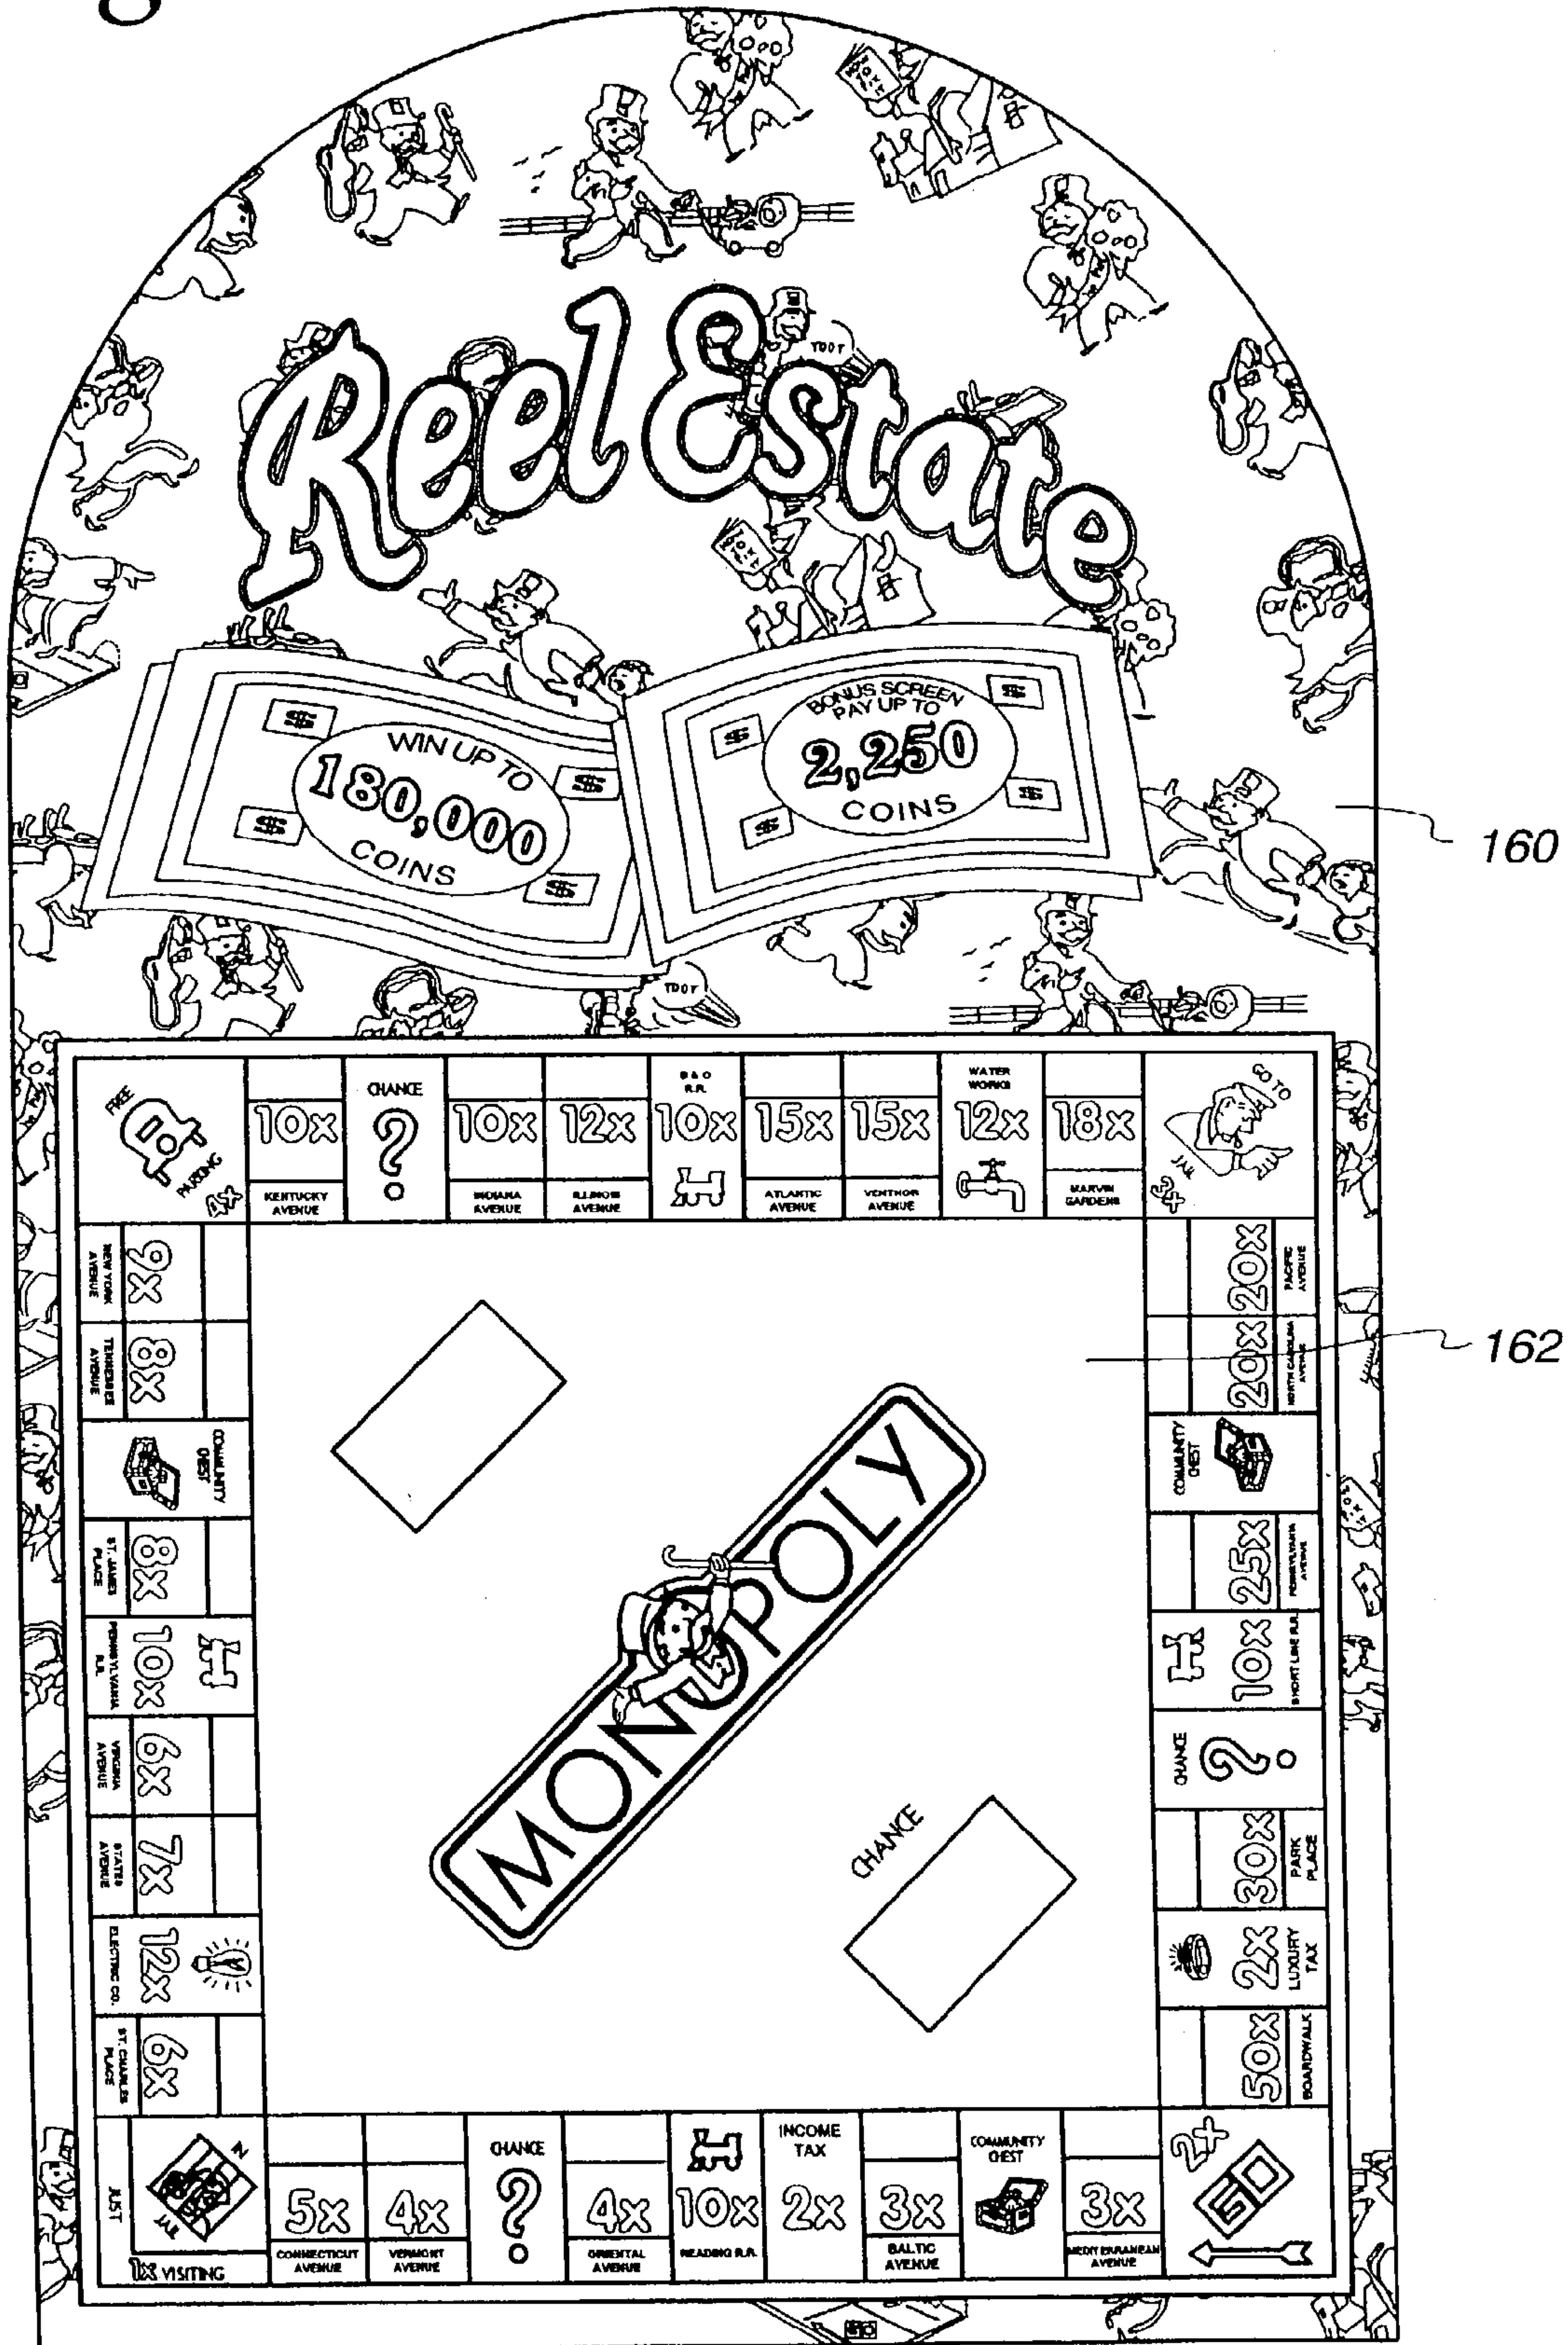 Reel Estate
TOOT
WIN UP TO
180,000
COINS
BONUS SCREEN
PAY UP TO
2,250
COINS
160
TOOT
FREE
PARKING
4x
10x
KENTUCKY
AVENUE
CHANCE
?
10x
INDIANA
AVENUE
12x
ILLINOIS
AVENUE
B & O
R.R.
10x
15x
ATLANTIC
AVENUE
15x
VENTNOR
AVENUE
WATER
WORKS
12x
18x
MARVIN
GARDENS
GO TO
JAIL
NEW YORK
AVENUE
9x
TENNESSEE
AVENUE
8x
COMMUNITY
CHEST
ST. JAMES
PLACE
8x
PENNSYLVANIA
R.R.
10x
VIRGINIA
AVENUE
6x
STATES
AVENUE
7x
ELECTRIC CO.
12x
ST. CHARLES
PLACE
6x
20x
PACIFIC
AVENUE
20x
NORTH CAROLINA
AVENUE
162
COMMUNITY
CHEST
25x
PENNSYLVANIA
AVENUE
10x
SHORT LINE R.R.
CHANCE
?
30x
PARK
PLACE
2x
LUXURY
TAX
50x
BOARDWALK
MONOPOLY
CHANCE
JUST
1x VISITING
5x
CONNECTICUT
AVENUE
4x
VERMONT
AVENUE
CHANCE
?
4x
ORIENTAL
AVENUE
10x
READING R.R.
INCOME
TAX
2x
3x
BALTIC
AVENUE
COMMUNITY
CHEST
3x
MEDITERRANEAN
AVENUE
2x
GO